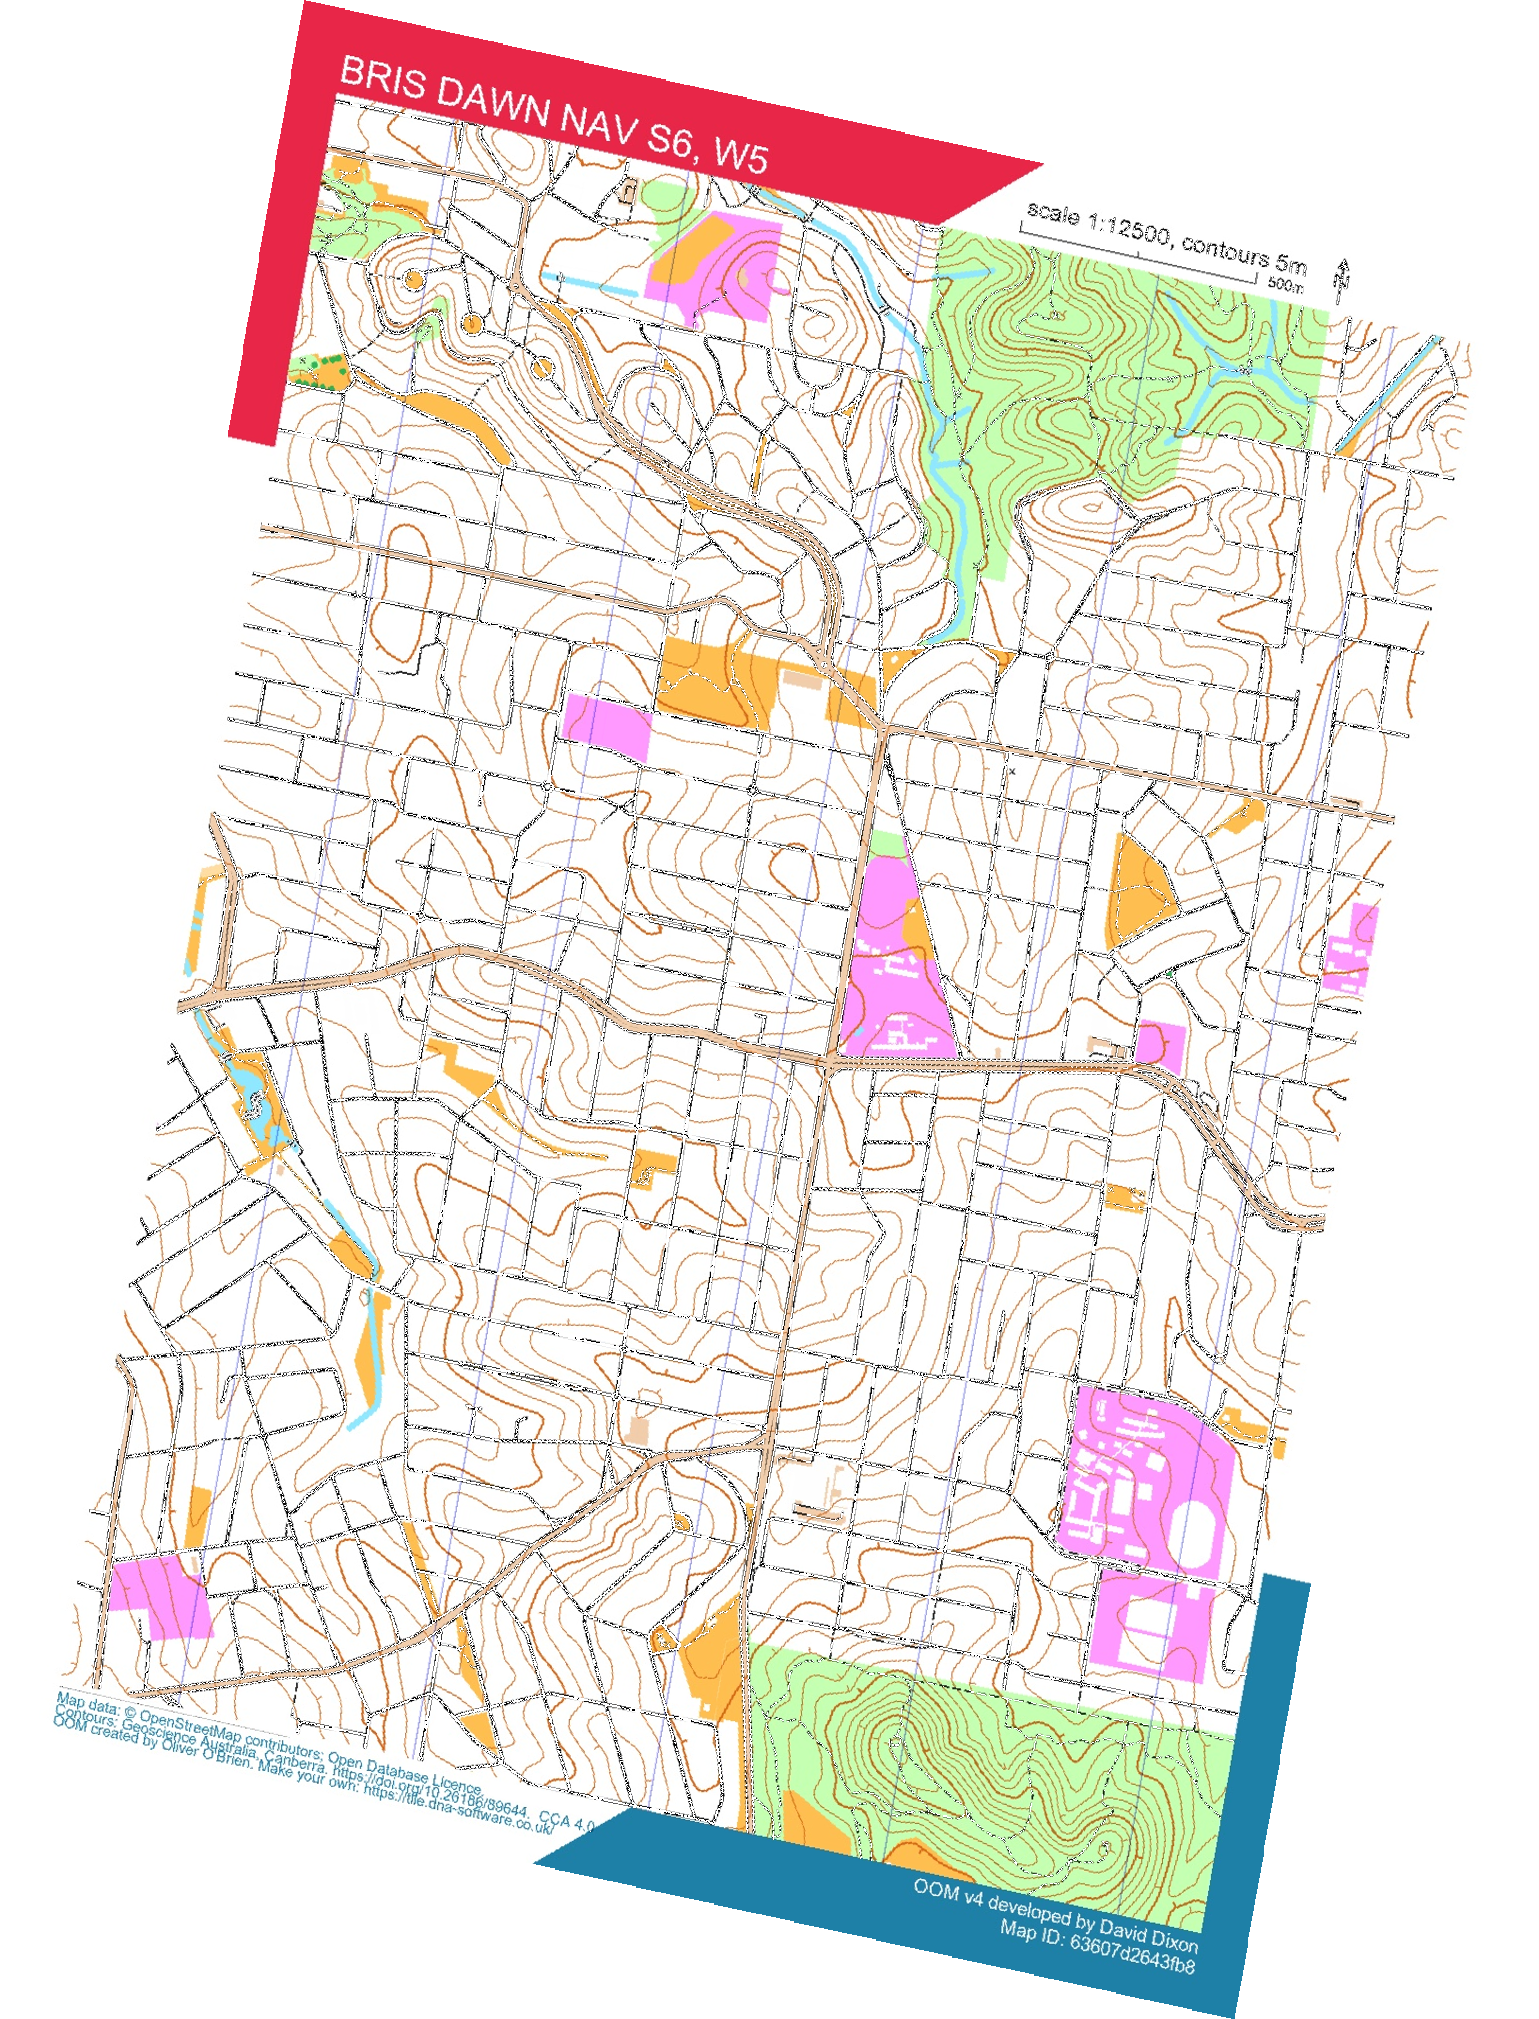 BRIS DAWN NAV S6, W5
scale 1:12500, contours 5m
500m
Map data: © OpenStreetMap contributors; Open Database Licence.
Contours: Geoscience Australia, Canberra. https://doi.org/10.26186/89644. CCA 4.0
OOM created by Oliver O'Brien. Make your own: https://tile.dna-software.co.uk/
OOM v4 developed by David Dixon
Map ID: 63607d2643fb8